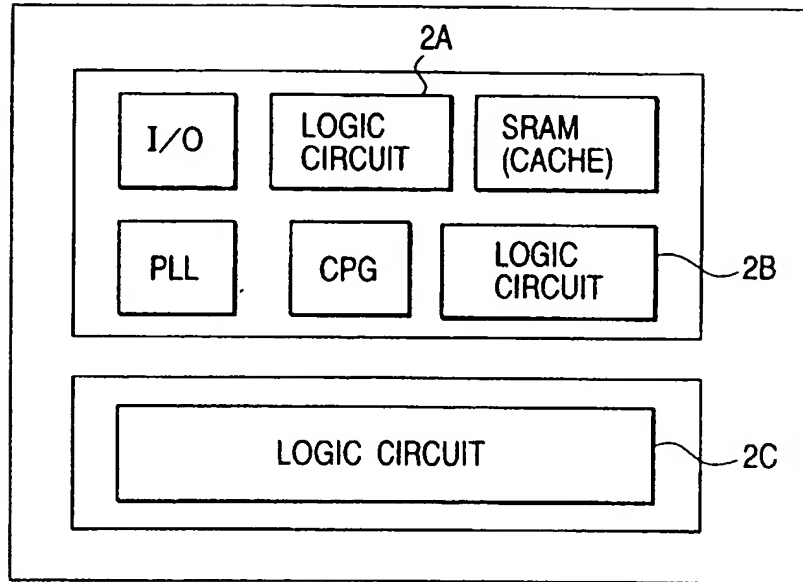 2A
I/O
LOGIC
CIRCUIT
SRAM
(CACHE)
PLL
CPG
LOGIC
CIRCUIT
2B
LOGIC CIRCUIT
2C